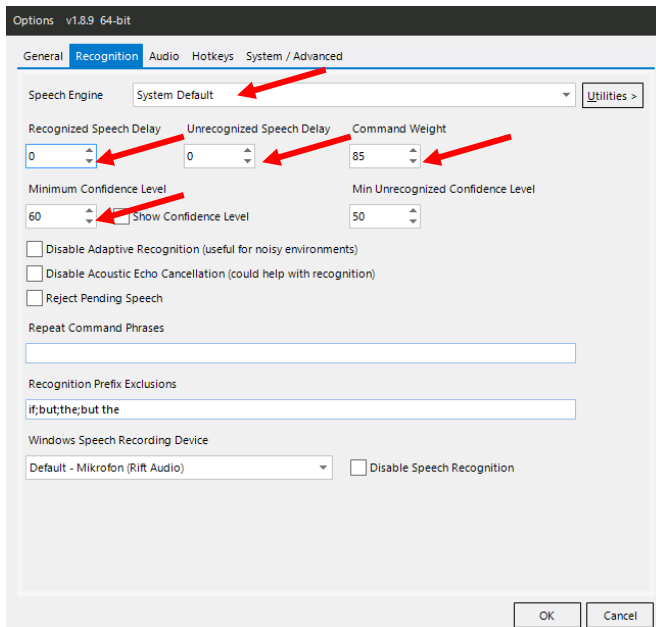 Options v1.8.9 64-bit
General Recognition Audio Hotkeys System / Advanced
Speech Engine System Default Utilities >
Recognized Speech Delay Unrecognized Speech Delay Command Weight
0 0 85
Minimum Confidence Level Min Unrecognized Confidence Level
60 Show Confidence Level 50
Disable Adaptive Recognition (useful for noisy environments)
Disable Acoustic Echo Cancellation (could help with recognition)
Reject Pending Speech
Repeat Command Phrases
Recognition Prefix Exclusions
if;but;the;but the
Windows Speech Recording Device
Default - Mikrofon (Rift Audio) Disable Speech Recognition
OK Cancel